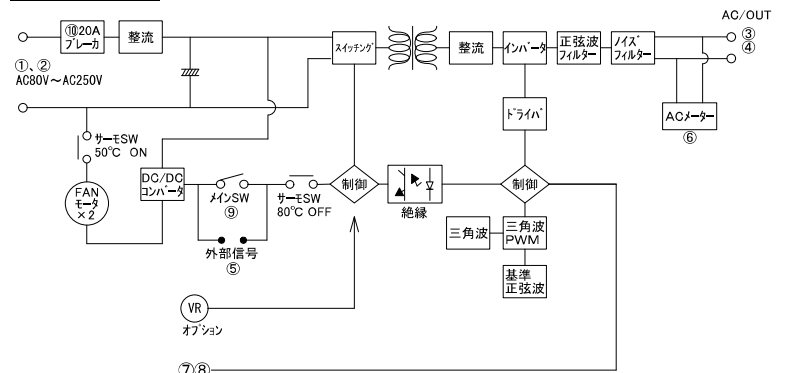 AC/OUT
⑩20A
ブレーカ
整流
スイッチング
整流
インバータ
正弦波
フィルター
ノイズ
フィルター
③
④
①、②
AC80V～AC250V
ドライバ
ACメーター
⑥
サーモSW
50℃ ON
DC/DC
コンバータ
メインSW
⑨
サーモSW
80℃ OFF
制御
絶縁
制御
FAN
モータ
×2
外部信号
⑤
三角波
三角波
PWM
基準
正弦波
VR
オプション
⑦⑧